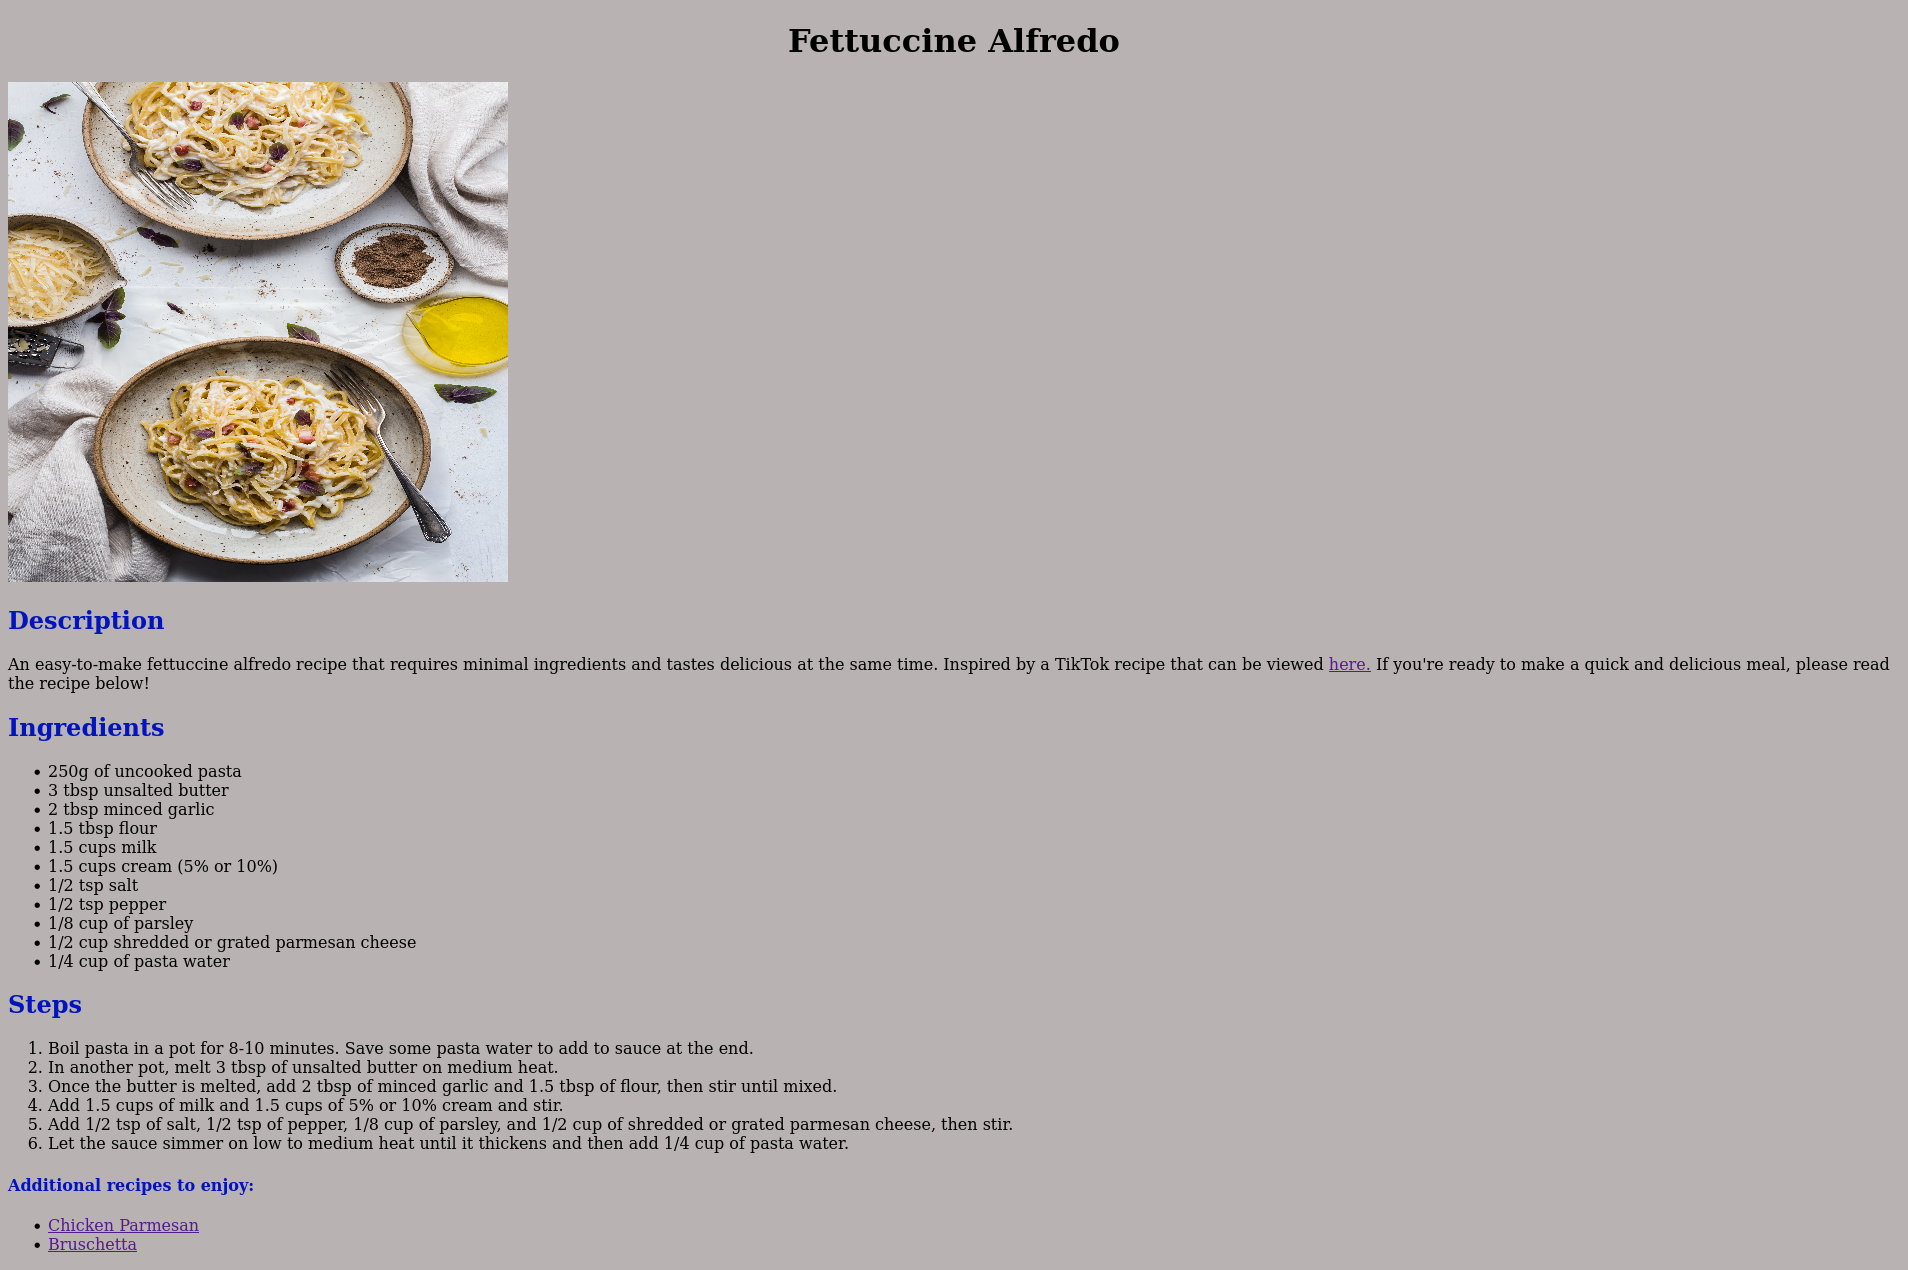 Fettuccine Alfredo
Description
An easy-to-make fettuccine alfredo recipe that requires minimal ingredients and tastes delicious at the same time. Inspired by a TikTok recipe that can be viewed here. If you're ready to make a quick and delicious meal, please read
the recipe below!
Ingredients
• 250g of uncooked pasta
• 3 tbsp unsalted butter
• 2 tbsp minced garlic
• 1.5 tbsp flour
• 1.5 cups milk
• 1.5 cups cream (5% or 10%)
• 1/2 tsp salt
• 1/2 tsp pepper
• 1/8 cup of parsley
• 1/2 cup shredded or grated parmesan cheese
• 1/4 cup of pasta water
Steps
1. Boil pasta in a pot for 8-10 minutes. Save some pasta water to add to sauce at the end.
2. In another pot, melt 3 tbsp of unsalted butter on medium heat.
3. Once the butter is melted, add 2 tbsp of minced garlic and 1.5 tbsp of flour, then stir until mixed.
4. Add 1.5 cups of milk and 1.5 cups of 5% or 10% cream and stir.
5. Add 1/2 tsp of salt, 1/2 tsp of pepper, 1/8 cup of parsley, and 1/2 cup of shredded or grated parmesan cheese, then stir.
6. Let the sauce simmer on low to medium heat until it thickens and then add 1/4 cup of pasta water.
Additional recipes to enjoy:
• Chicken Parmesan
• Bruschetta